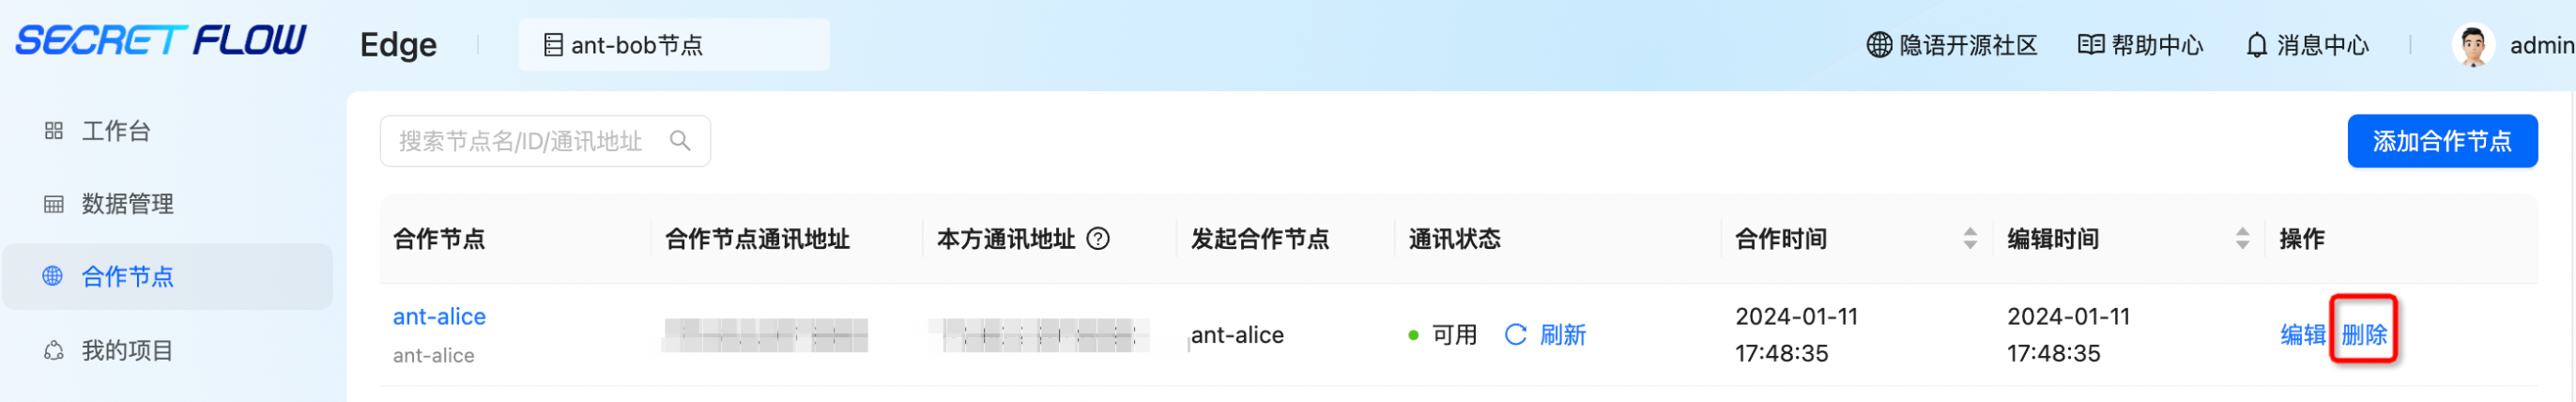 SECRET FLOW
Edge
ant-bob节点
隐语开源社区
帮助中心
消息中心
admin
工作台
数据管理
合作节点
我的项目
搜索节点名/ID/通讯地址
添加合作节点
合作节点 合作节点通讯地址 本方通讯地址 发起合作节点 通讯状态 合作时间 编辑时间 操作
ant-alice
ant-alice
ant-alice
可用 刷新
2024-01-11
17:48:35
2024-01-11
17:48:35
编辑 删除